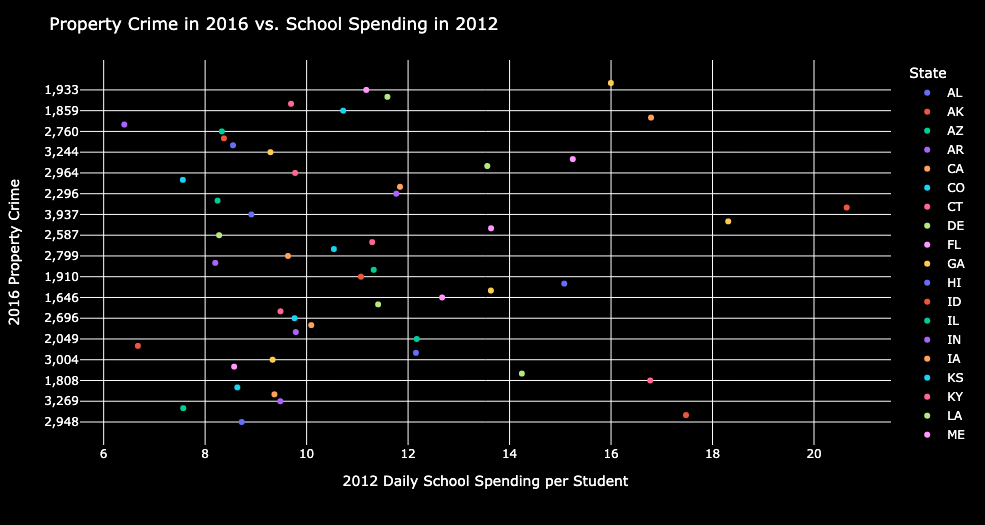 Property Crime in 2016 vs. School Spending in 2012
State
AL
AK
AZ
AR
CA
CO
CT
DE
FL
GA
HI
ID
IL
IN
IA
KS
KY
LA
ME
2016 Property Crime
1,933
1,859
2,760
3,244
2,964
2,296
3,937
2,587
2,799
1,910
1,646
2,696
2,049
3,004
1,808
3,269
2,948
6 8 10 12 14 16 18 20
2012 Daily School Spending per Student